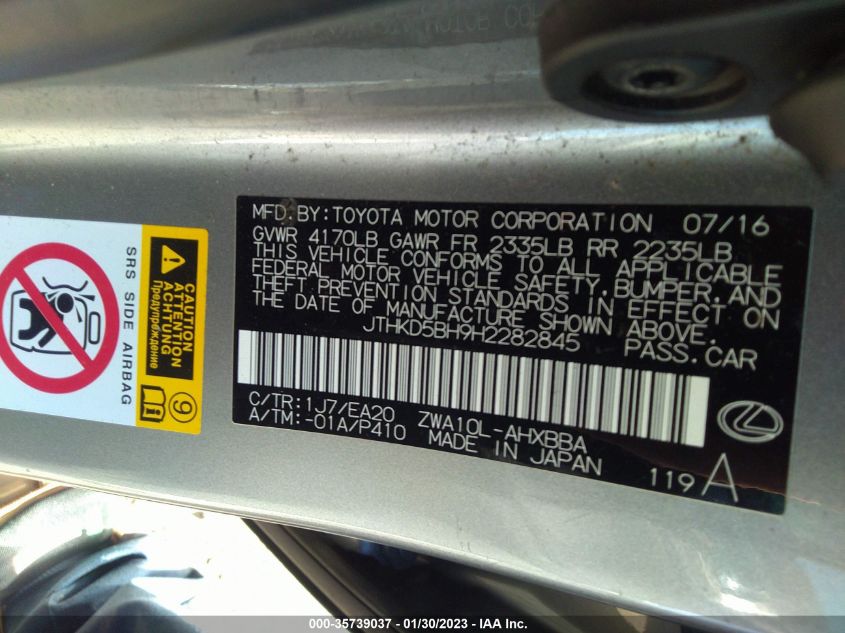 MFD. BY: TOYOTA MOTOR CORPORATION 07/16
GVWR 4170LB GAWR FR 2335LB RR 2235LB
THIS VEHICLE CONFORMS TO ALL APPLICABLE
FEDERAL MOTOR VEHICLE SAFETY, BUMPER, AND
THEFT PREVENTION STANDARDS IN EFFECT ON
THE DATE OF MANUFACTURE SHOWN ABOVE.
JTHKD5BH9H2282845 PASS. CAR
C/TR: 1J7/EA20 ZWA10L-AHXBBA
A/TM: -01A/P410 MADE IN JAPAN
119 A
SRS SIDE AIRBAG
CAUTION
ATTENTION
ACHTUNG
Предупреждение
9
000-35739037 - 01/30/2023 - IAA Inc.